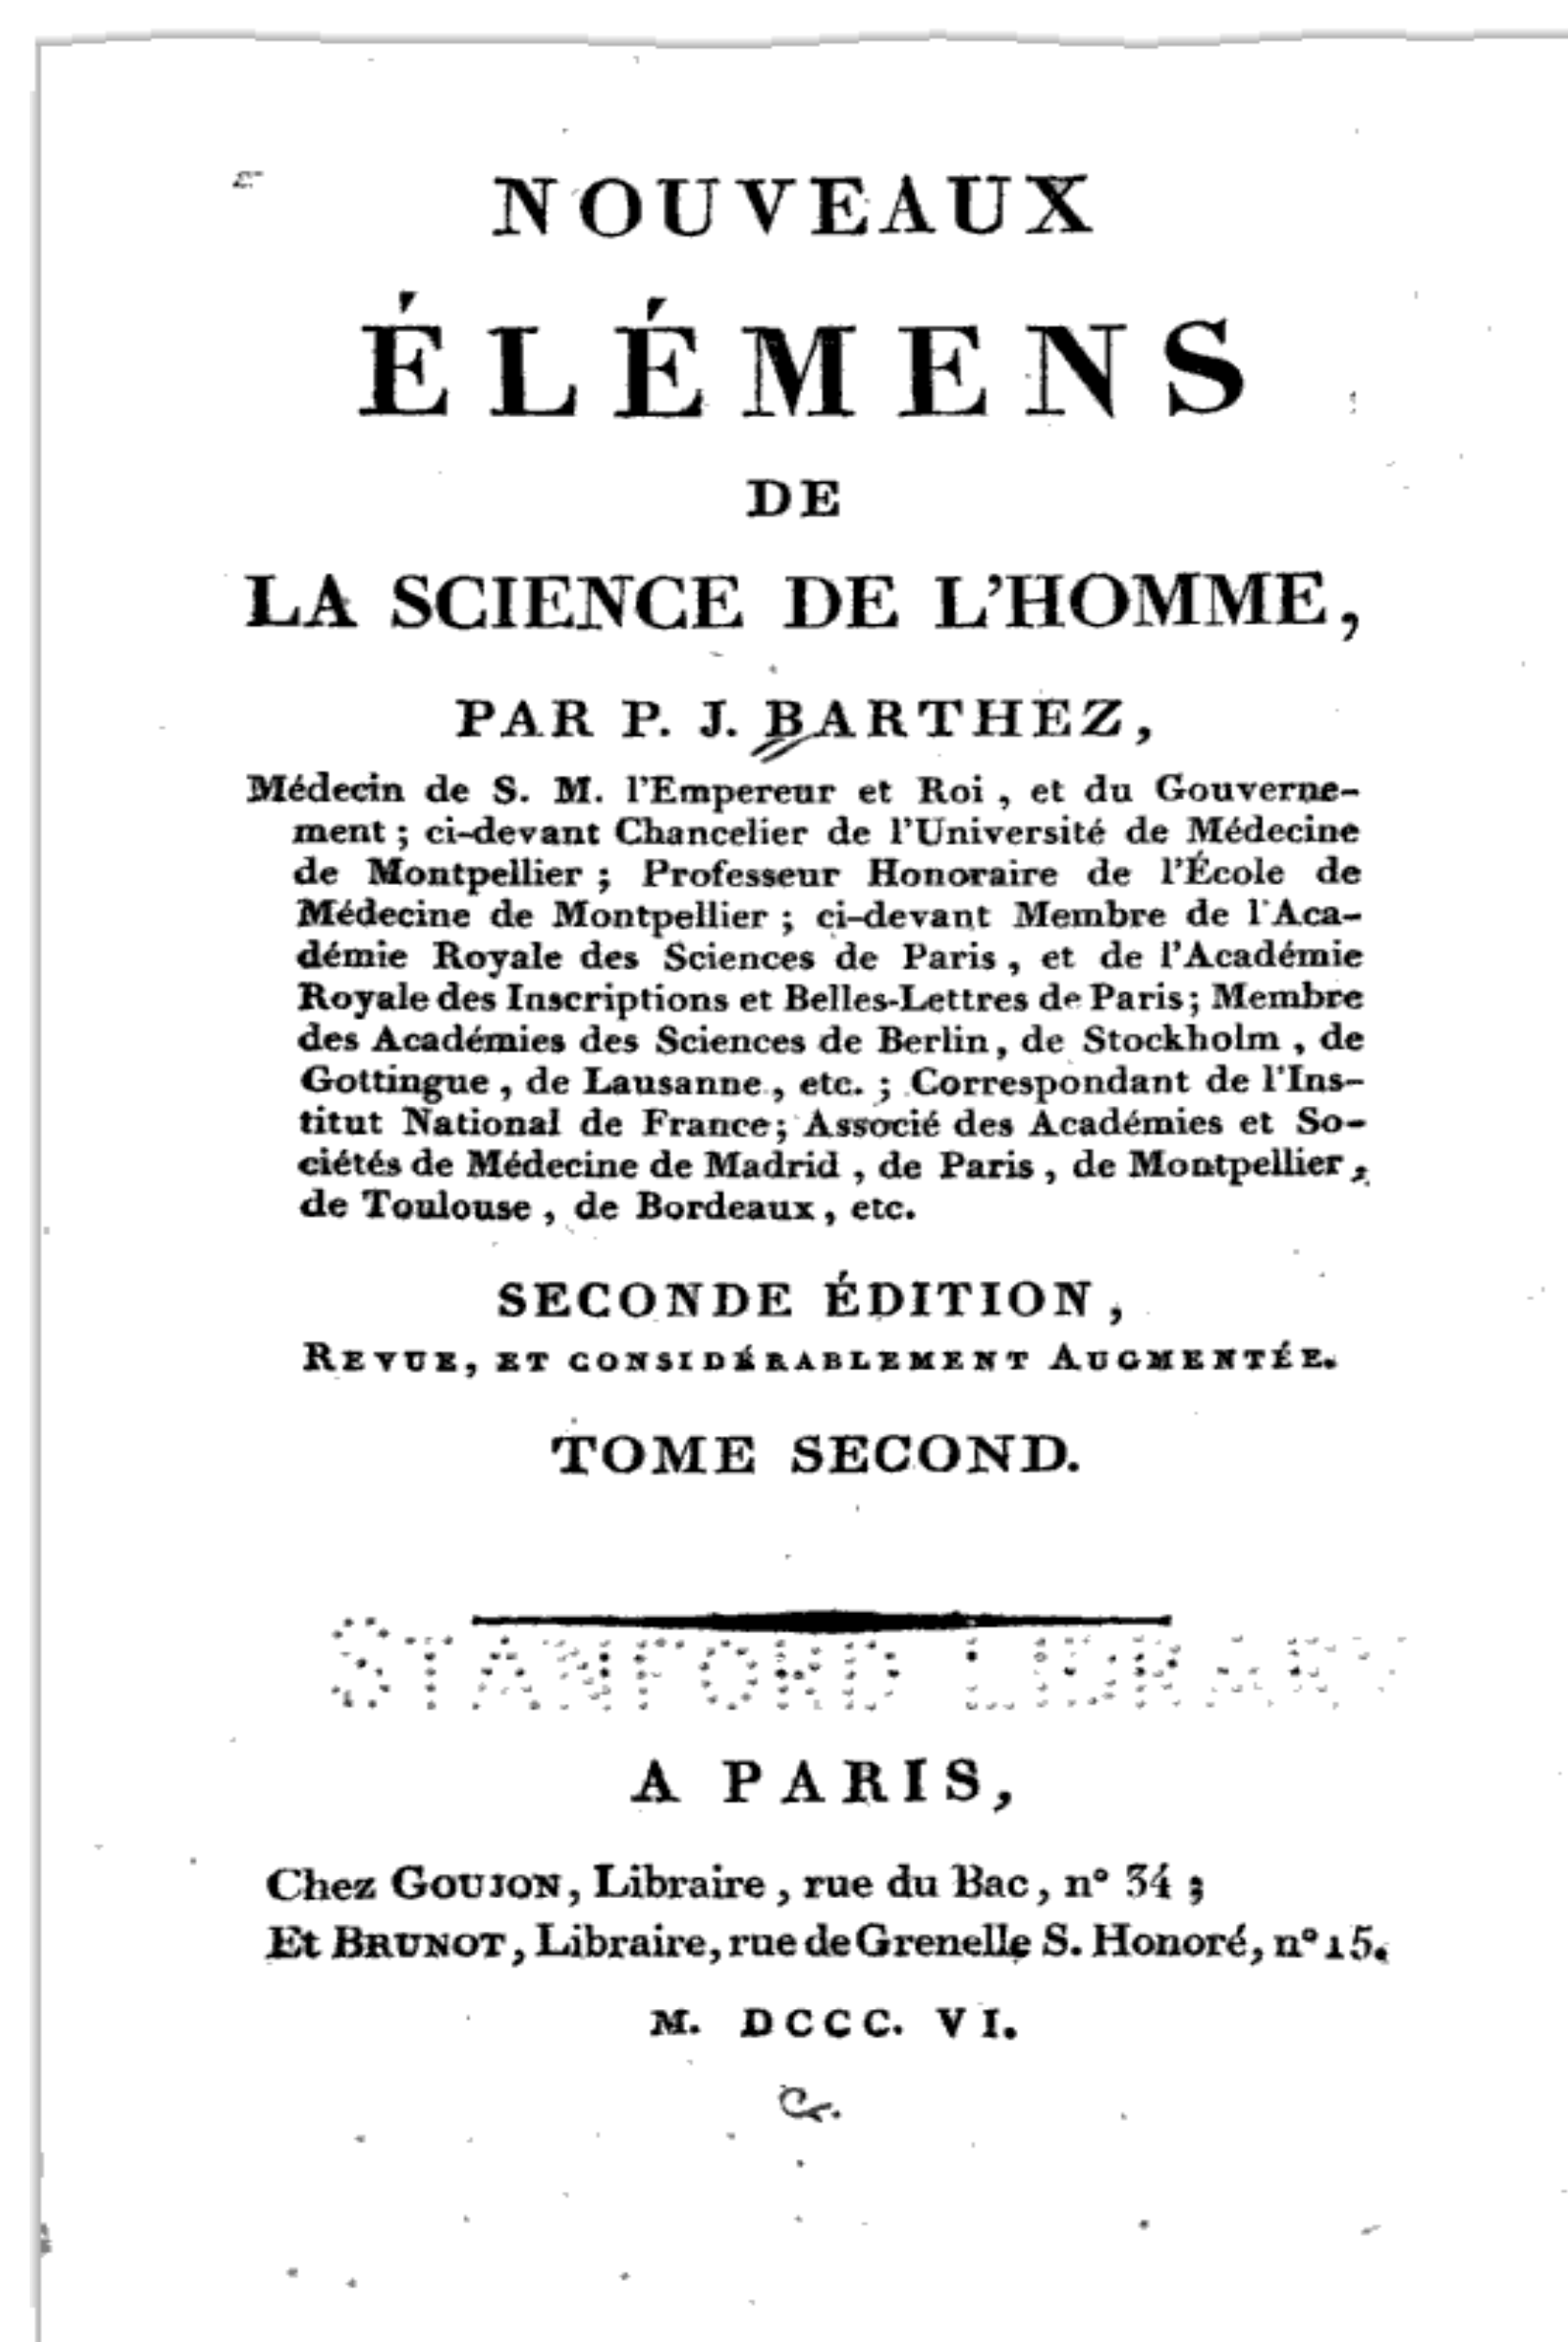 NOUVEAUX
ÉLÉMENS
DE
LA SCIENCE DE L'HOMME,
PAR P. J. BARTHEZ,
Médecin de S. M. l'Empereur et Roi, et du Gouverne-
ment; ci-devant Chancelier de l'Université de Médecine
de Montpellier; Professeur Honoraire de l'École de
Médecine de Montpellier; ci-devant Membre de l'Aca-
démie Royale des Sciences de Paris, et de l'Académie
Royale des Inscriptions et Belles-Lettres de Paris; Membre
des Académies des Sciences de Berlin, de Stockholm, de
Gottingue, de Lausanne, etc.; Correspondant de l'Ins-
titut National de France; Associé des Académies et So-
ciétés de Médecine de Madrid, de Paris, de Montpellier,
de Toulouse, de Bordeaux, etc.
SECONDE ÉDITION,
REVUE, ET CONSIDÉRABLEMENT AUGMENTÉE.
TOME SECOND.
STANFORD LIBRARY
A PARIS,
Chez GOUJON, Libraire, rue du Bac, n° 34;
Et BRUNOT, Libraire, rue de Grenelle S. Honoré, n° 15.
M. DCCC. VI.